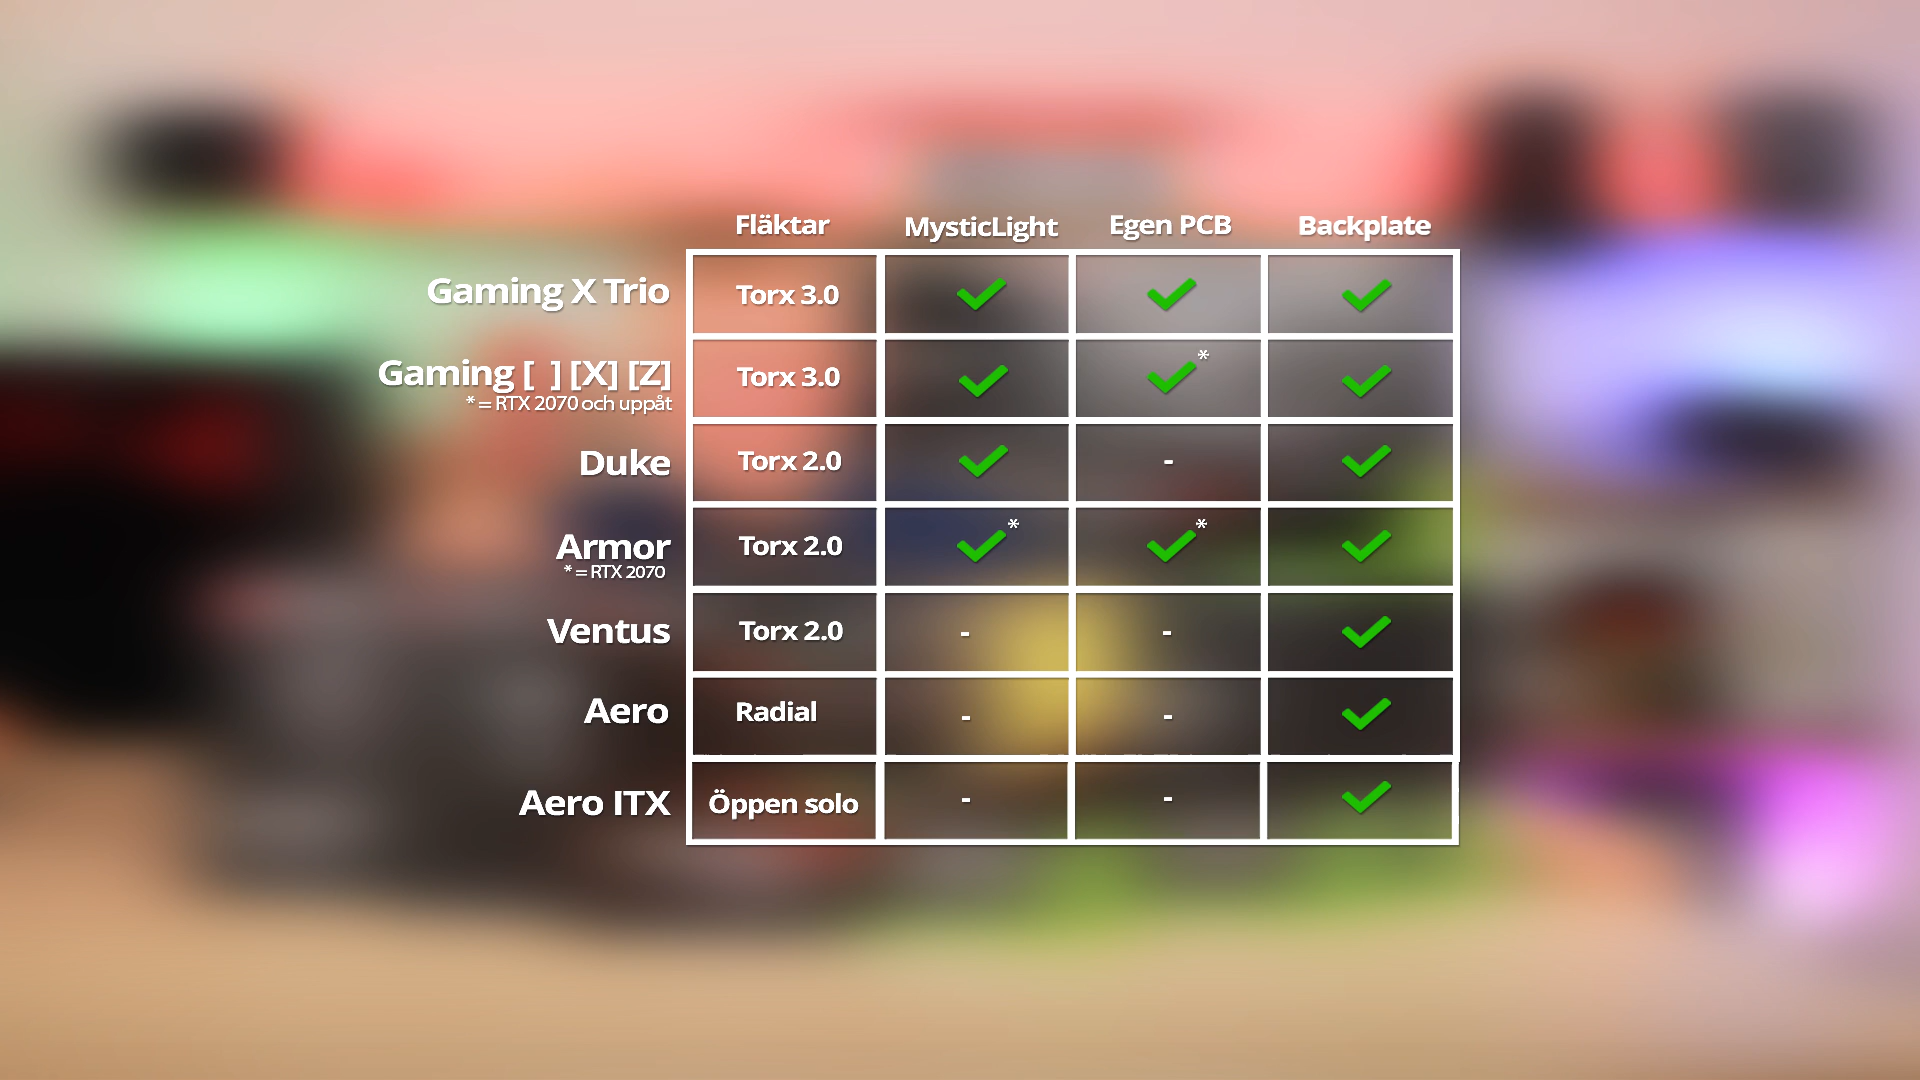 Fläktar MysticLight Egen PCB Backplate
Gaming X Trio Torx 3.0 ✓ ✓ ✓
Gaming [ ] [X] [Z] Torx 3.0 ✓ ✓* ✓
* = RTX 2070 och uppåt
Duke Torx 2.0 ✓ - ✓
Armor Torx 2.0 ✓* ✓* ✓
* = RTX 2070
Ventus Torx 2.0 - - ✓
Aero Radial - - ✓
Aero ITX Öppen solo - - ✓